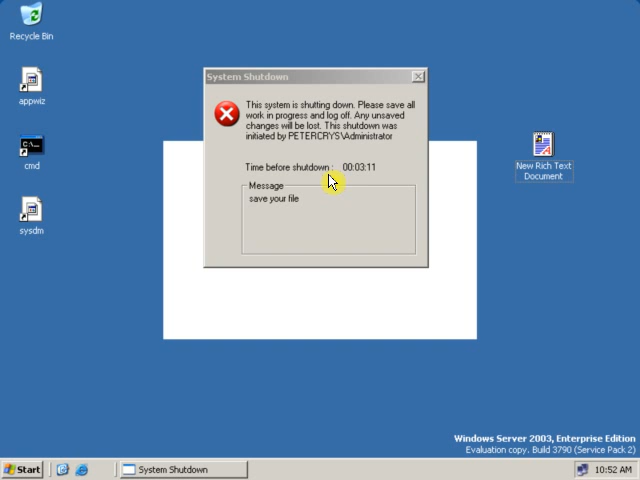 Recycle Bin
appwiz
cmd
sysdm
System Shutdown
This system is shutting down. Please save all
work in progress and log off. Any unsaved
changes will be lost. This shutdown was
initiated by PETERCRYS\Administrator
Time before shutdown : 00:03:11
Message
save your file
New Rich Text
Document
Windows Server 2003, Enterprise Edition
Evaluation copy. Build 3790 (Service Pack 2)
Start
System Shutdown
10:52 AM